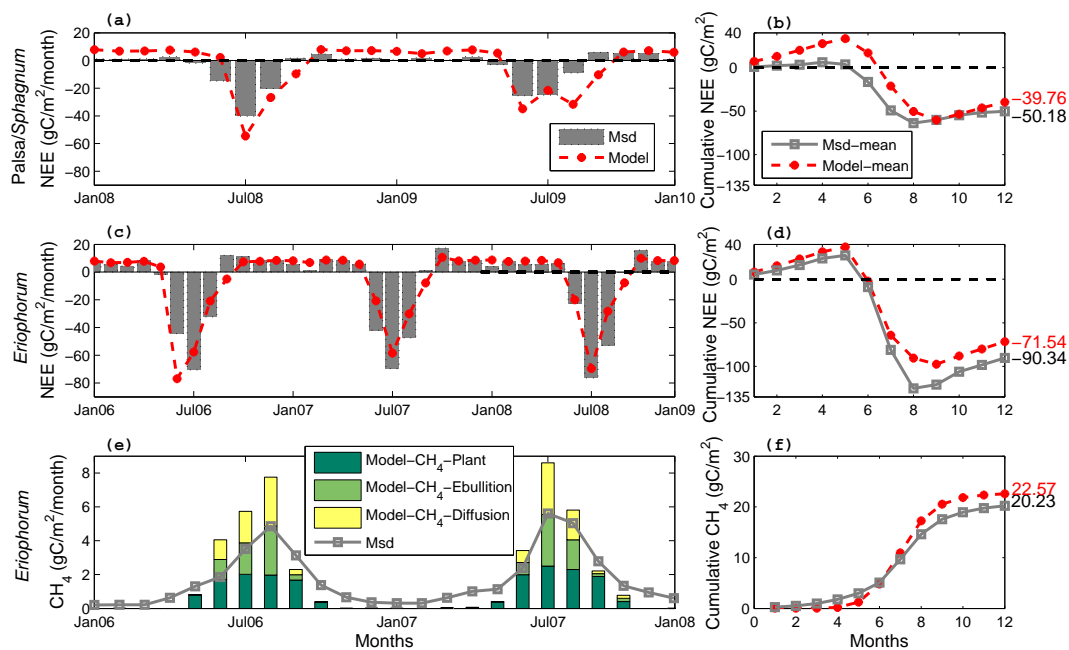 (a)
Palsa/Sphagnum
NEE (gC/m²/month)
20
0
−20
−40
−60
−80
Msd
Model
Jan08
Jul08
Jan09
Jul09
Jan10
(b)
Cumulative NEE (gC/m²)
40
0
−50
−100
−135
Msd−mean
Model−mean
−39.76
−50.18
2
4
6
8
10
12
(c)
Eriophorum
NEE (gC/m²/month)
20
0
−20
−40
−60
−80
Jan06
Jul06
Jan07
Jul07
Jan08
Jul08
Jan09
(d)
Cumulative NEE (gC/m²)
40
0
−50
−100
−135
−71.54
−90.34
2
4
6
8
10
12
(e)
Eriophorum
CH₄ (gC/m²/month)
8
6
4
2
0
Model−CH₄−Plant
Model−CH₄−Ebullition
Model−CH₄−Diffusion
Msd
Jan06
Jul06
Jan07
Jul07
Jan08
Months
(f)
Cumulative CH₄ (gC/m²)
30
20
10
0
22.57
20.23
0
2
4
6
8
10
12
Months